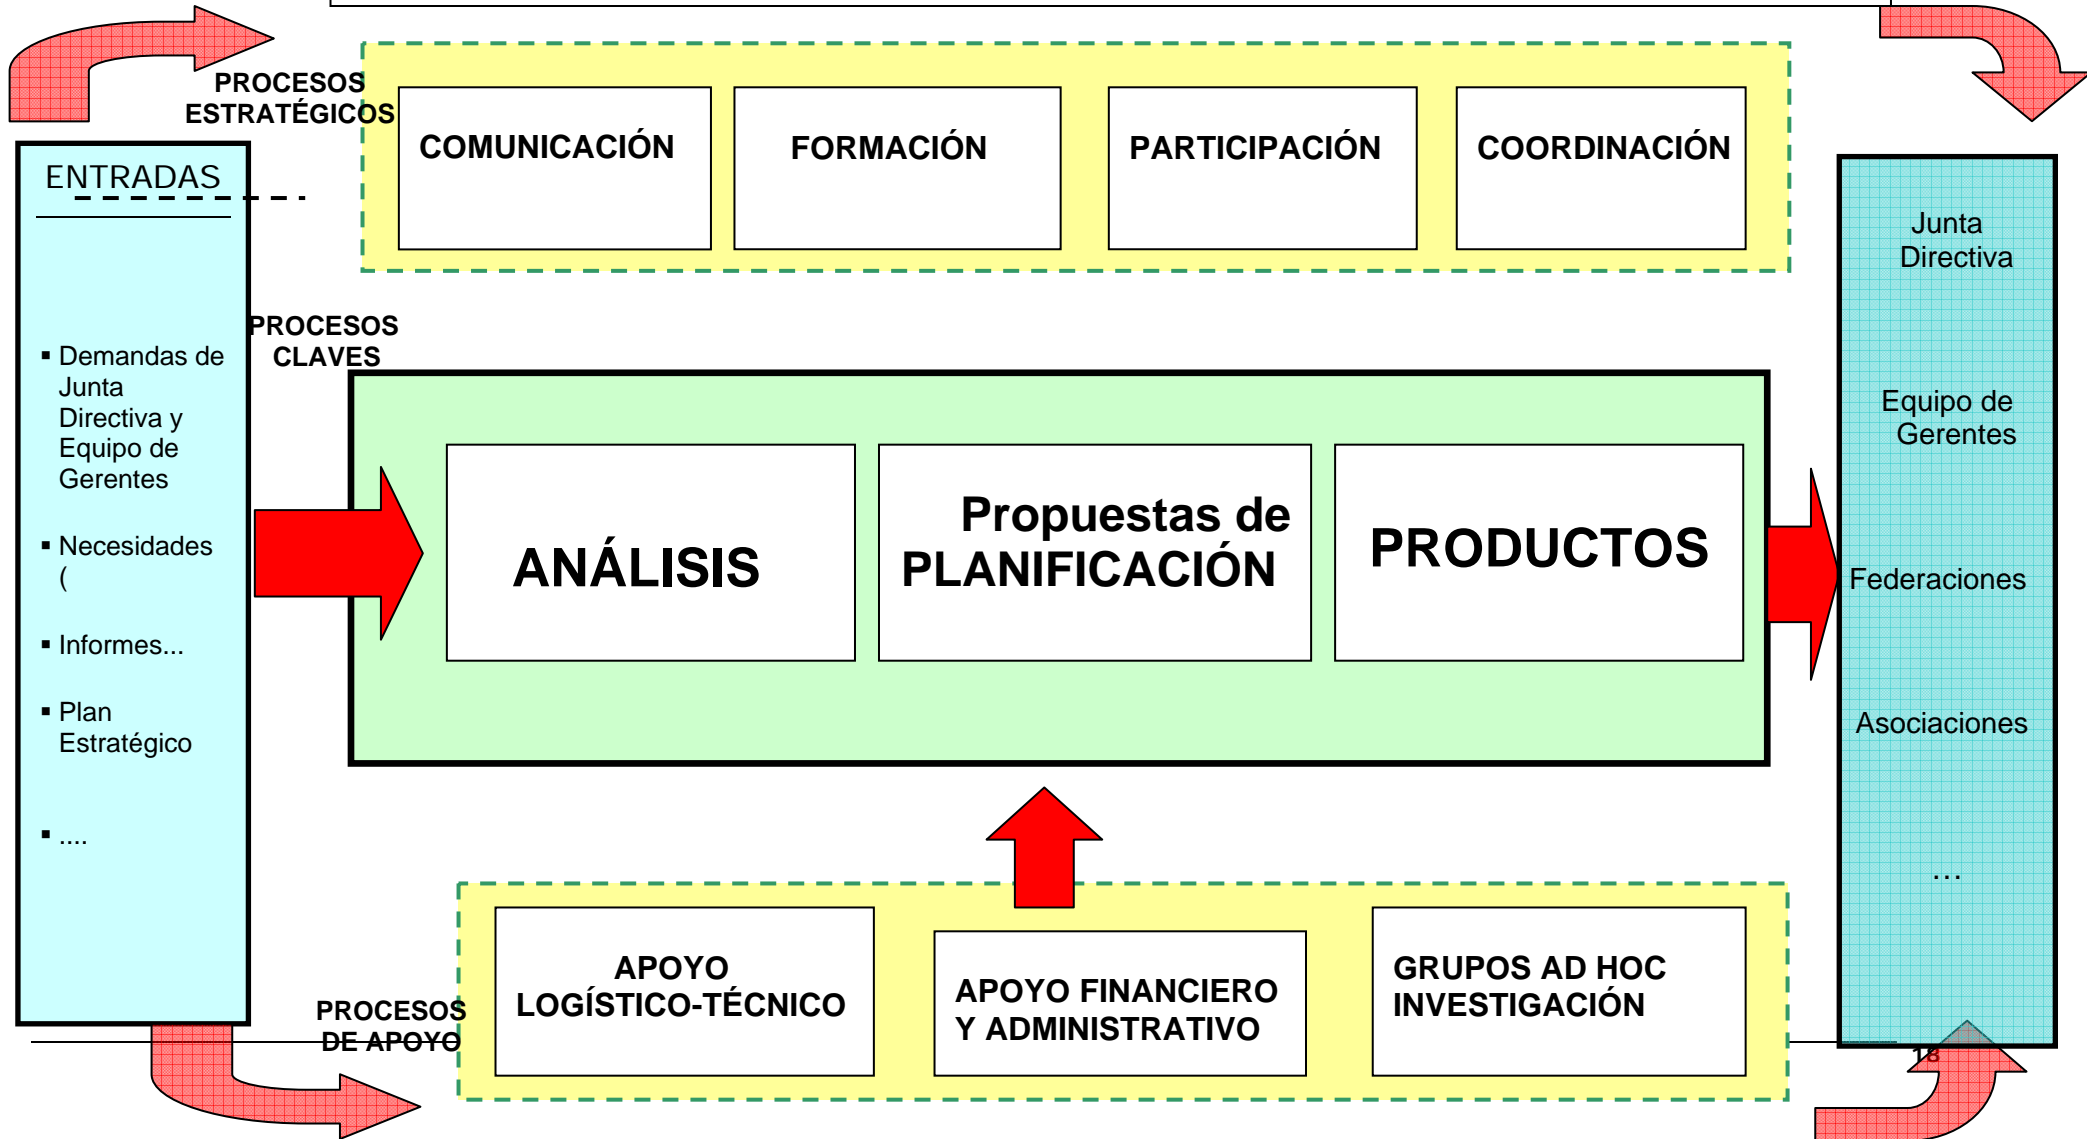 PROCESOS
ESTRATÉGICOS
COMUNICACIÓN
FORMACIÓN
PARTICIPACIÓN
COORDINACIÓN
ENTRADAS
▪ Demandas de
Junta
Directiva y
Equipo de
Gerentes
▪ Necesidades
(
▪ Informes...
▪ Plan
Estratégico
▪ ....
PROCESOS
CLAVES
ANÁLISIS
Propuestas de
PLANIFICACIÓN
PRODUCTOS
Junta
Directiva
Equipo de
Gerentes
Federaciones
Asociaciones
...
PROCESOS
DE APOYO
APOYO
LOGÍSTICO-TÉCNICO
APOYO FINANCIERO
Y ADMINISTRATIVO
GRUPOS AD HOC
INVESTIGACIÓN